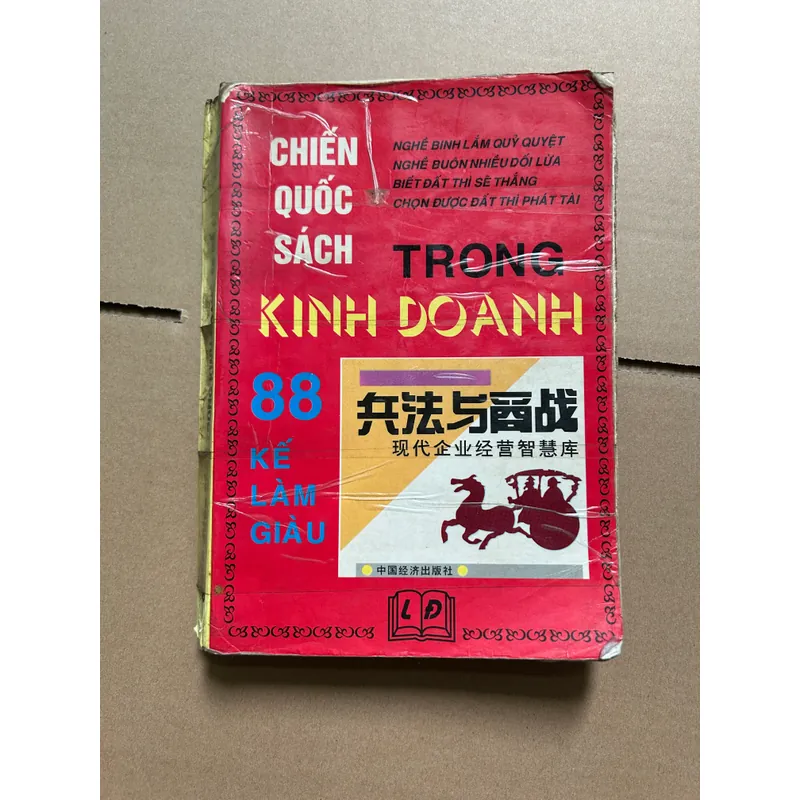 CHIẾN
QUỐC
SÁCH
NGHỀ BINH LẮM QUỶ QUYỆT
NGHỀ BUÔN NHIỀU DỐI LỪA
BIẾT ĐẤT THÌ SẼ THẮNG
CHỌN ĐƯỢC ĐẤT THÌ PHÁT TÀI
TRONG
KINH DOANH
88
KẾ
LÀM
GIÀU
兵法与商战
现代企业经营智慧库
中国经济出版社
L Đ